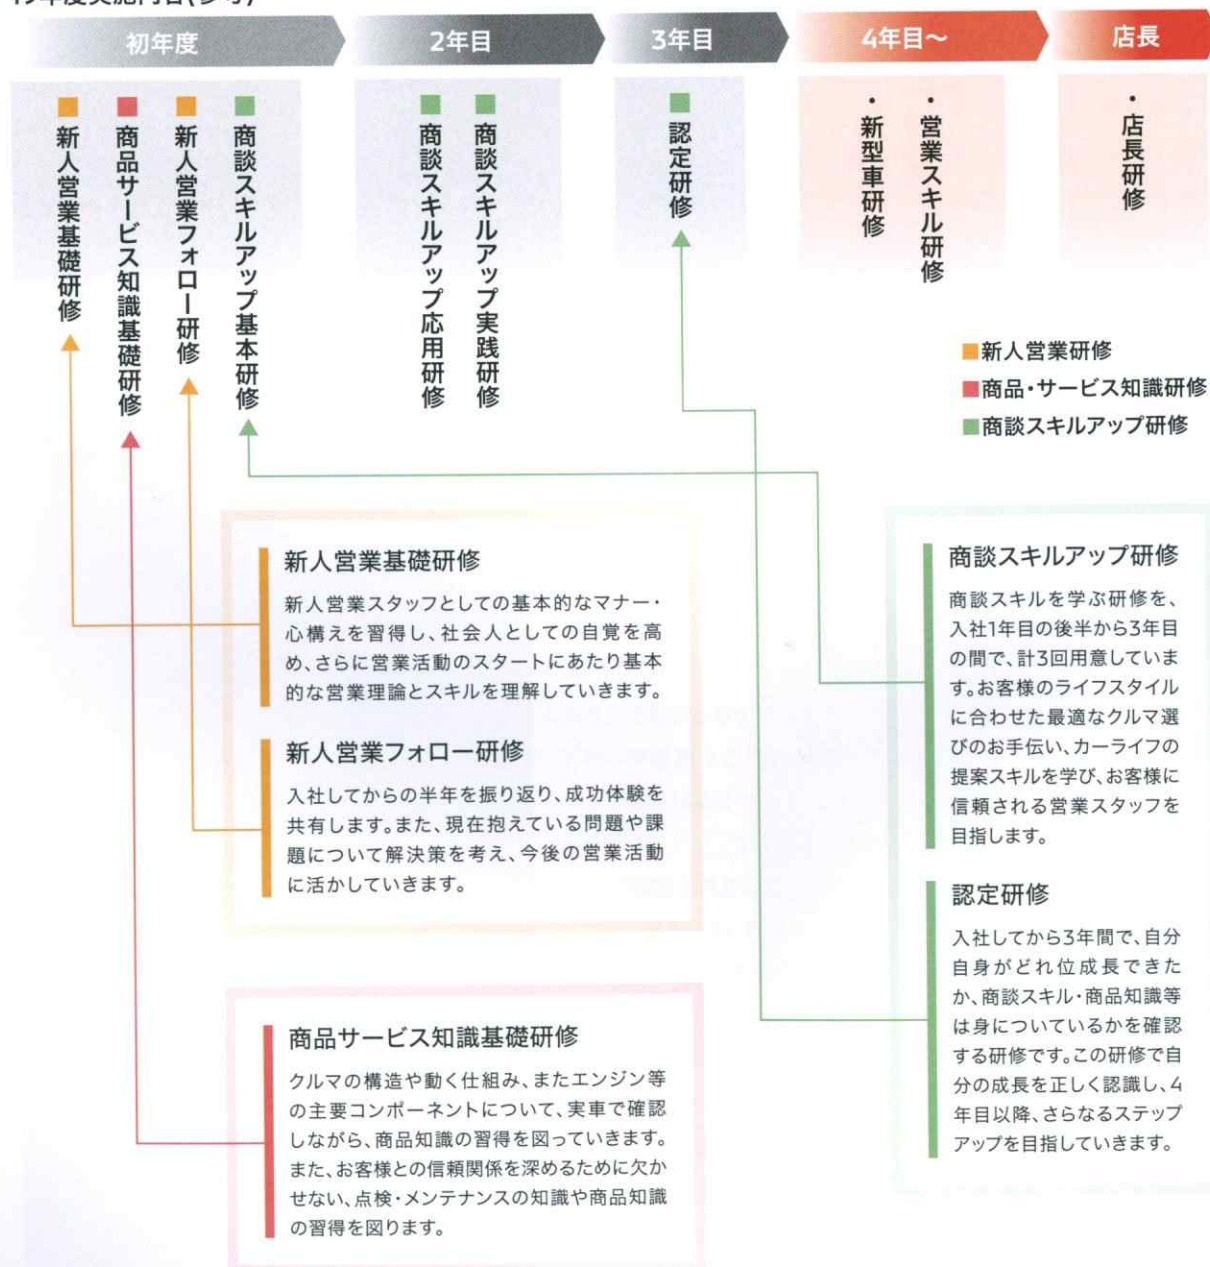 初年度
2年目
3年目
4年目～
店長
■新人営業基礎研修
■商品サービス知識基礎研修
■新人営業フォロー研修
■商談スキルアップ基本研修
■商談スキルアップ応用研修
■商談スキルアップ実践研修
■認定研修
・新型車研修
・営業スキル研修
・店長研修
■新人営業研修
■商品・サービス知識研修
■商談スキルアップ研修
新人営業基礎研修
新人営業スタッフとしての基本的なマナー・
心構えを習得し、社会人としての自覚を高
め、さらに営業活動のスタートにあたり基本
的な営業理論とスキルを理解していきます。
新人営業フォロー研修
入社してからの半年を振り返り、成功体験を
共有します。また、現在抱えている問題や課
題について解決策を考え、今後の営業活動
に活かしていきます。
商品サービス知識基礎研修
クルマの構造や動く仕組み、またエンジン等
の主要コンポーネントについて、実車で確認
しながら、商品知識の習得を図っていきます。
また、お客様との信頼関係を深めるために欠か
せない、点検・メンテナンスの知識や商品知識
の習得を図ります。
商談スキルアップ研修
商談スキルを学ぶ研修を、
入社1年目の後半から3年目
の間で、計3回用意していま
す。お客様のライフスタイル
に合わせた最適なクルマ選
びのお手伝い、カーライフの
提案スキルを学び、お客様に
信頼される営業スタッフを
目指します。
認定研修
入社してから3年間で、自分
自身がどれ位成長できた
か、商談スキル・商品知識等
は身についているかを確認
する研修です。この研修で自
分の成長を正しく認識し、4
年目以降、さらなるステップ
アップを目指していきます。